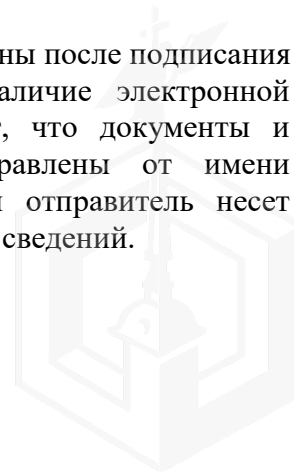 ны после подписания
аличие электронной
, что документы и
равлены от имени
отправитель несет
сведений.